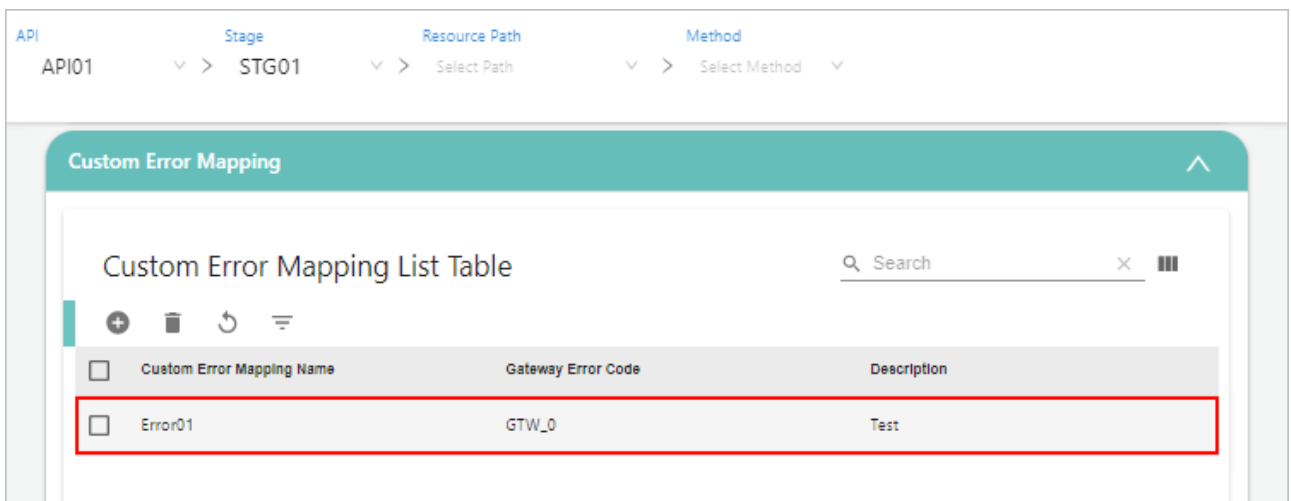 API Stage Resource Path Method
API01 > STG01 > Select Path > Select Method
Custom Error Mapping
Custom Error Mapping List Table
Search
Custom Error Mapping Name Gateway Error Code Description
Error01 GTW_0 Test